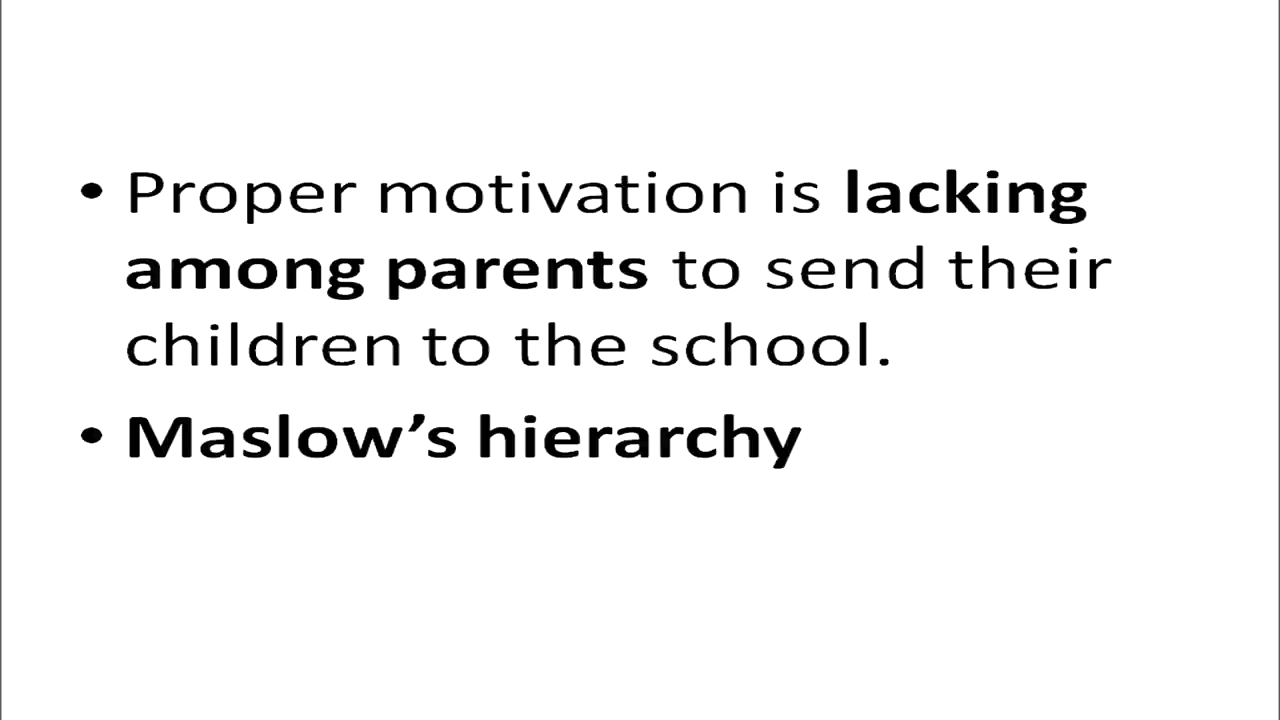 • Proper motivation is lacking
among parents to send their
children to the school.
• Maslow’s hierarchy